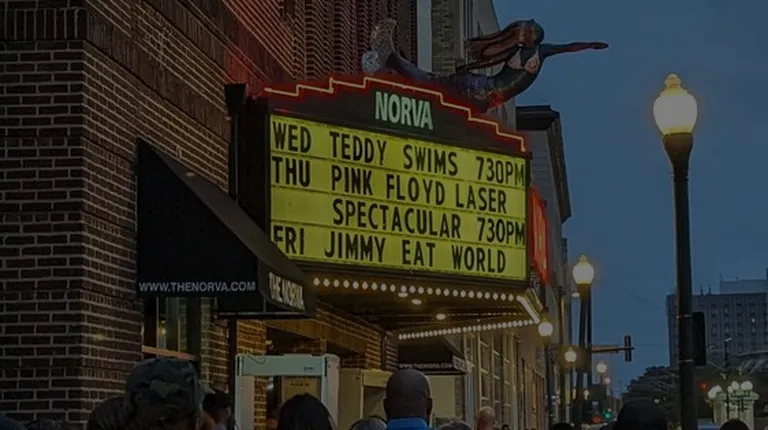 NORVA
WED TEDDY SWIMS 730PM
THU PINK FLOYD LASER
SPECTACULAR 730PM
FRI JIMMY EAT WORLD
WWW.THENORVA.COM
THE NORVA